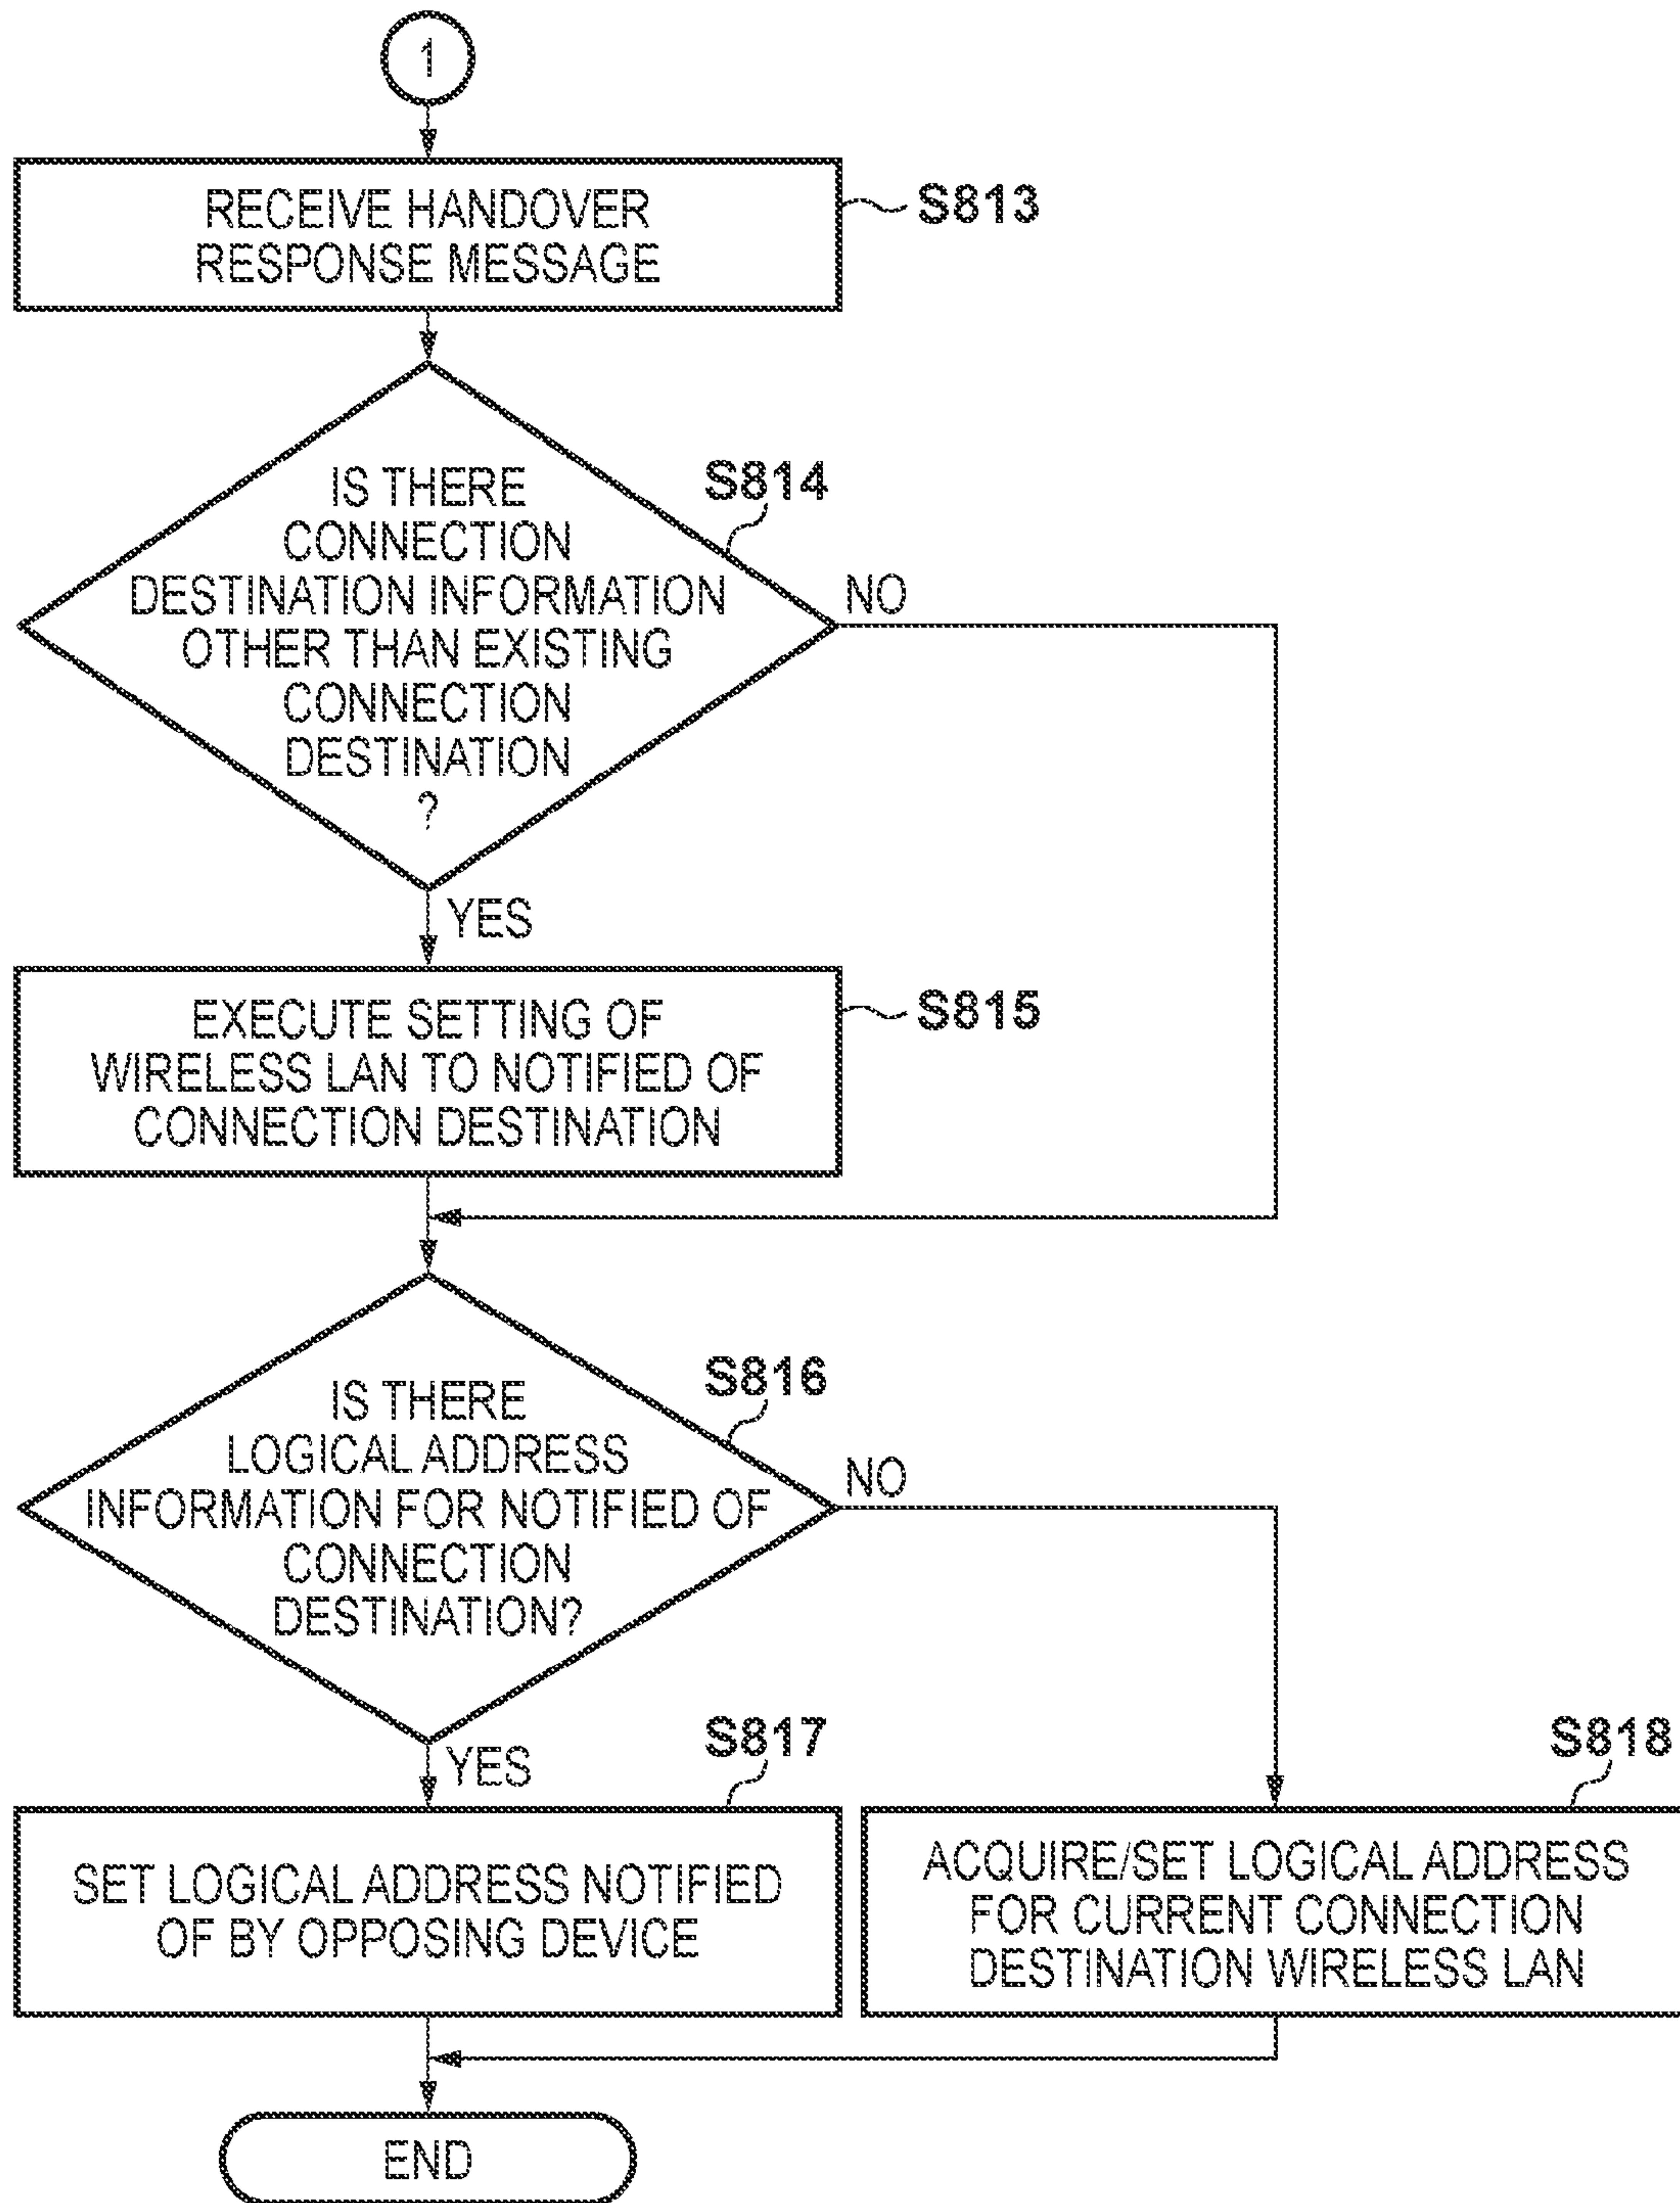 1
RECEIVE HANDOVER
RESPONSE MESSAGE
S813
IS THERE
CONNECTION
DESTINATION INFORMATION
OTHER THAN EXISTING
CONNECTION
DESTINATION
?
S814
NO
YES
EXECUTE SETTING OF
WIRELESS LAN TO NOTIFIED OF
CONNECTION DESTINATION
S815
IS THERE
LOGICAL ADDRESS
INFORMATION FOR NOTIFIED OF
CONNECTION
DESTINATION?
S816
NO
YES
S817
SET LOGICAL ADDRESS NOTIFIED
OF BY OPPOSING DEVICE
S818
ACQUIRE/SET LOGICAL ADDRESS
FOR CURRENT CONNECTION
DESTINATION WIRELESS LAN
END